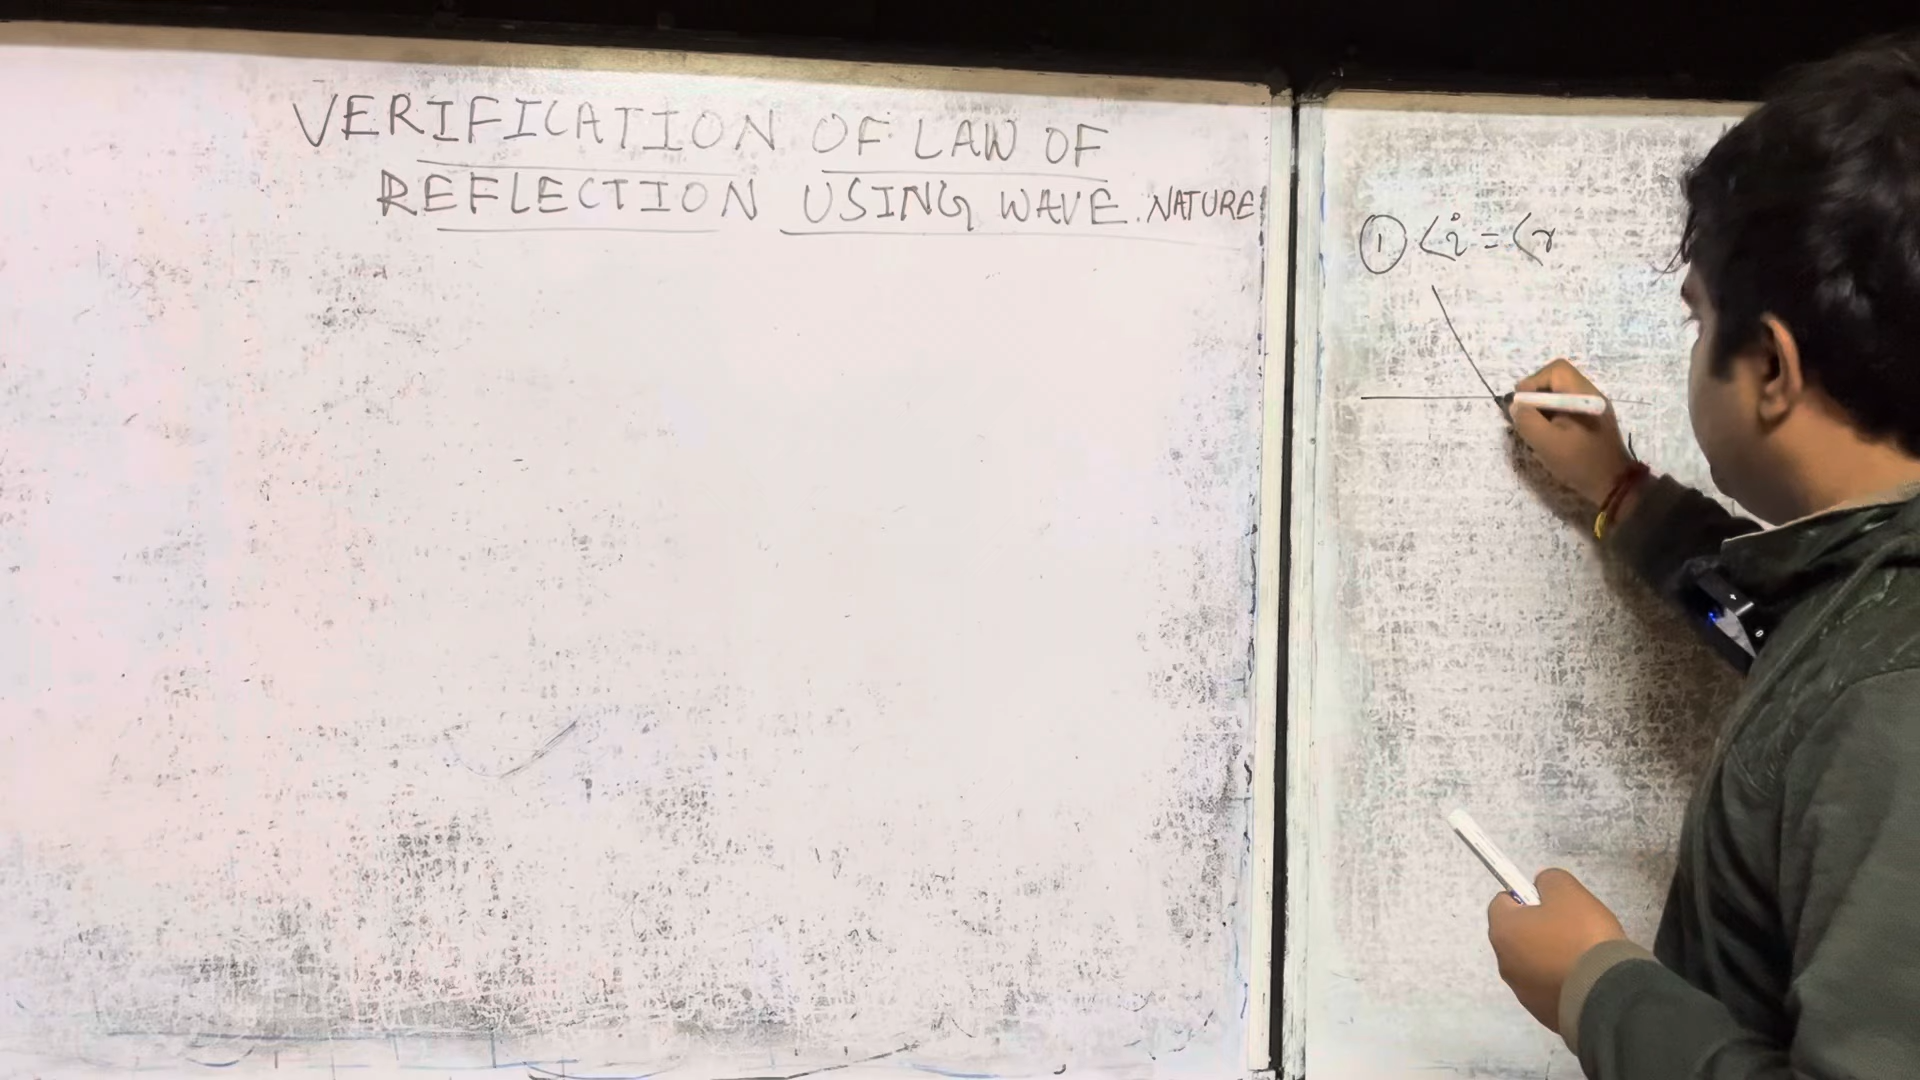 VERIFICATION OF LAW OF
REFLECTION USING WAVE. NATURE
① ∠i = ∠r